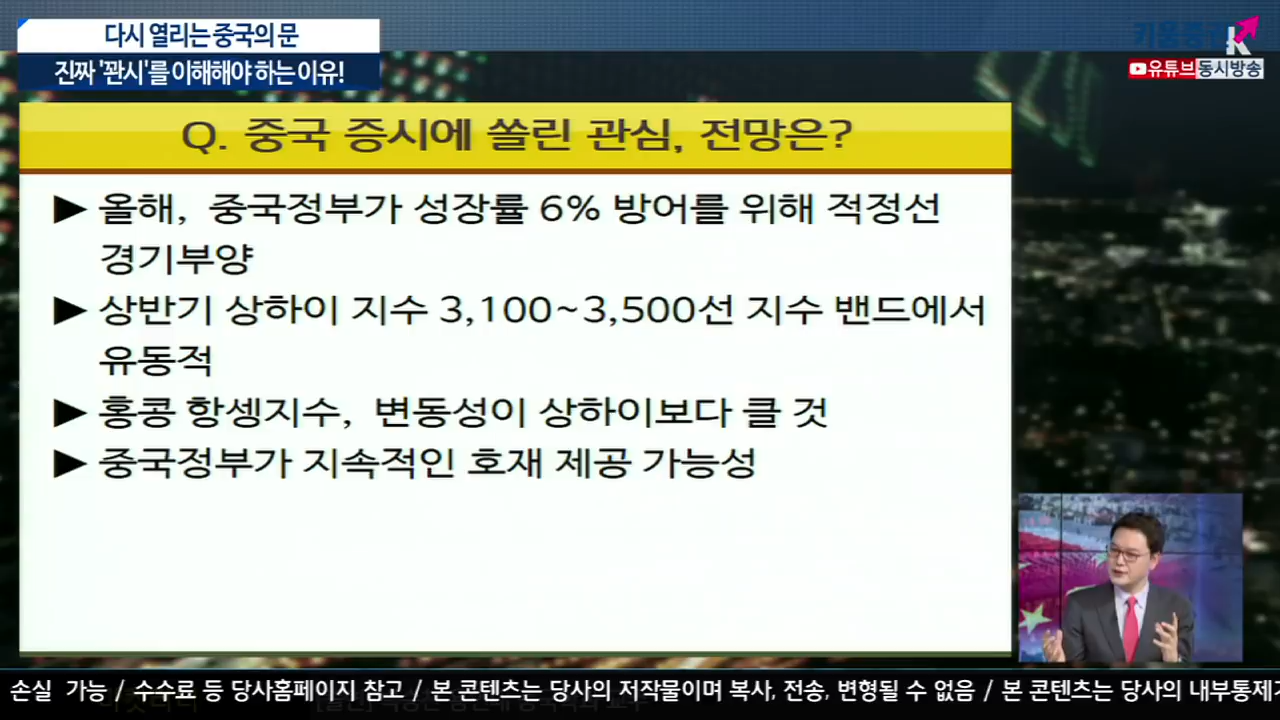 다시 열리는 중국의 문
진짜 '꽌시'를 이해해야 하는 이유!
키움증권
유튜브 동시방송
Q. 중국 증시에 쏠린 관심, 전망은?
▶ 올해, 중국정부가 성장률 6% 방어를 위해 적정선
경기부양
▶ 상반기 상하이 지수 3,100~3,500선 지수 밴드에서
유동적
▶ 홍콩 항셍지수, 변동성이 상하이보다 클 것
▶ 중국정부가 지속적인 호재 제공 가능성
손실 가능 / 수수료 등 당사홈페이지 참고 / 본 콘텐츠는 당사의 저작물이며 복사, 전송, 변형될 수 없음 / 본 콘텐츠는 당사의 내부통제